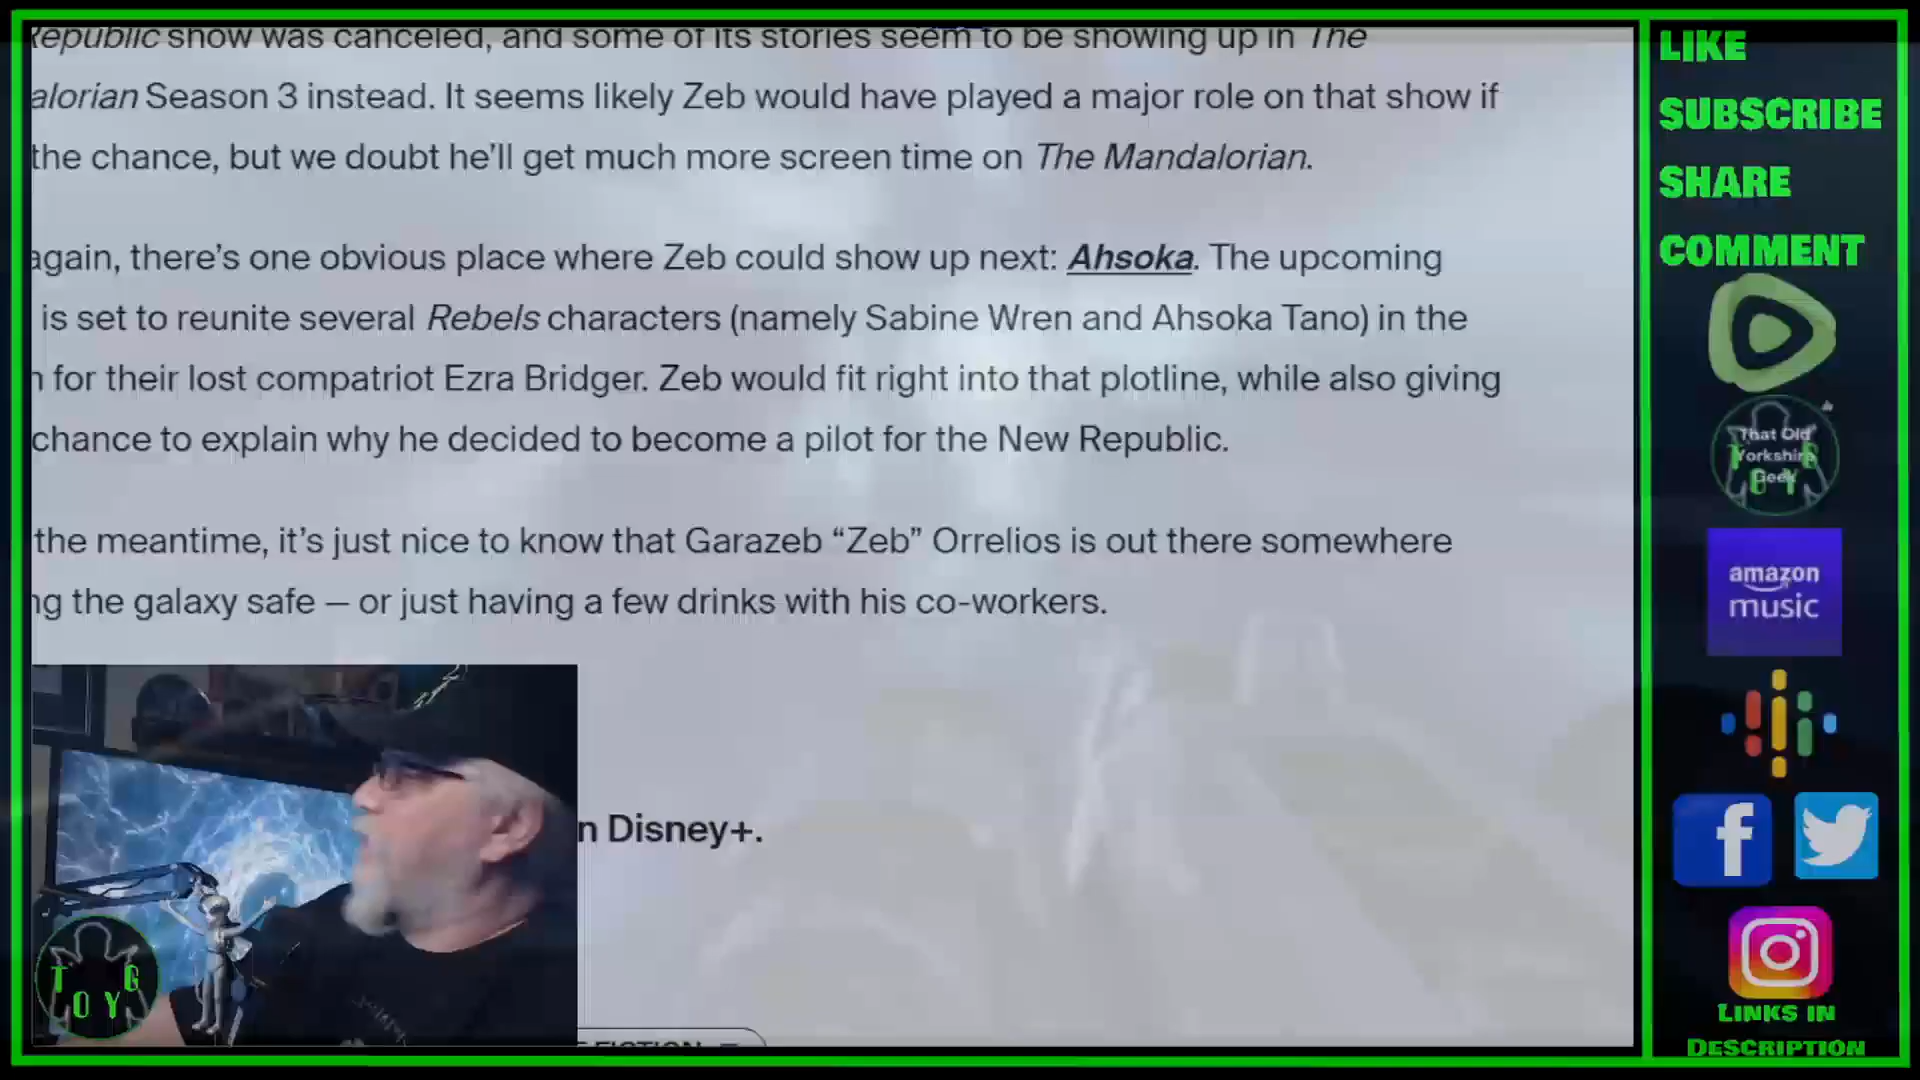 Republic show was canceled, and some of its stories seem to be showing up in The
alorian Season 3 instead. It seems likely Zeb would have played a major role on that show if
the chance, but we doubt he'll get much more screen time on The Mandalorian.
again, there's one obvious place where Zeb could show up next: Ahsoka. The upcoming
is set to reunite several Rebels characters (namely Sabine Wren and Ahsoka Tano) in the
n for their lost compatriot Ezra Bridger. Zeb would fit right into that plotline, while also giving
chance to explain why he decided to become a pilot for the New Republic.
the meantime, it's just nice to know that Garazeb “Zeb” Orrelios is out there somewhere
ng the galaxy safe — or just having a few drinks with his co-workers.
n Disney+.
FICTION
T G
O Y
LIKE
SUBSCRIBE
SHARE
COMMENT
That Old
Yorkshire
Geek
amazon
music
LINKS IN
DESCRIPTION